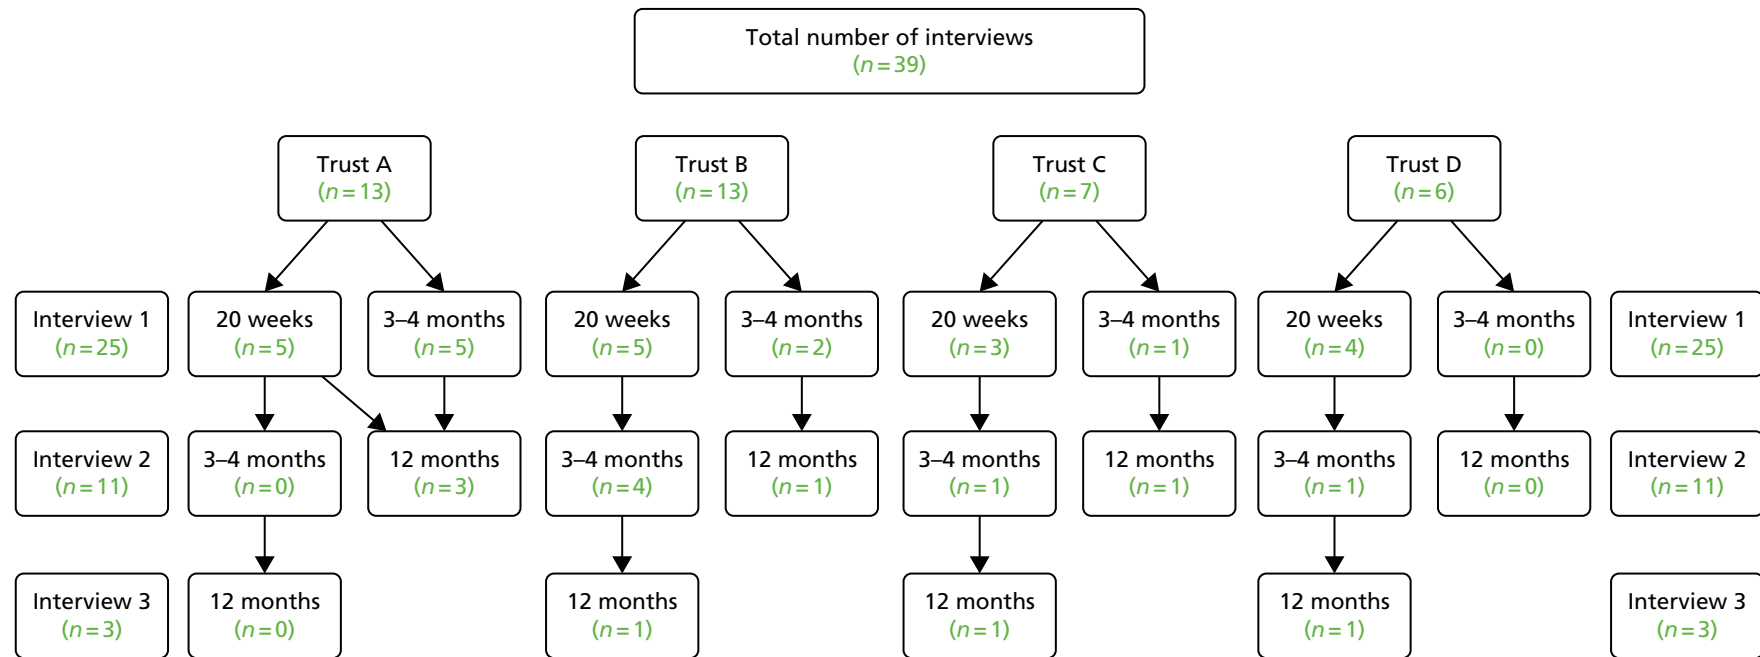 Total number of interviews
(n = 39)
Trust A
(n = 13)
Trust B
(n = 13)
Trust C
(n = 7)
Trust D
(n = 6)
Interview 1
(n = 25)
20 weeks
(n = 5)
3–4 months
(n = 5)
20 weeks
(n = 5)
3–4 months
(n = 2)
20 weeks
(n = 3)
3–4 months
(n = 1)
20 weeks
(n = 4)
3–4 months
(n = 0)
Interview 1
(n = 25)
Interview 2
(n = 11)
3–4 months
(n = 0)
12 months
(n = 3)
3–4 months
(n = 4)
12 months
(n = 1)
3–4 months
(n = 1)
12 months
(n = 1)
3–4 months
(n = 1)
12 months
(n = 0)
Interview 2
(n = 11)
Interview 3
(n = 3)
12 months
(n = 0)
12 months
(n = 1)
12 months
(n = 1)
12 months
(n = 1)
Interview 3
(n = 3)